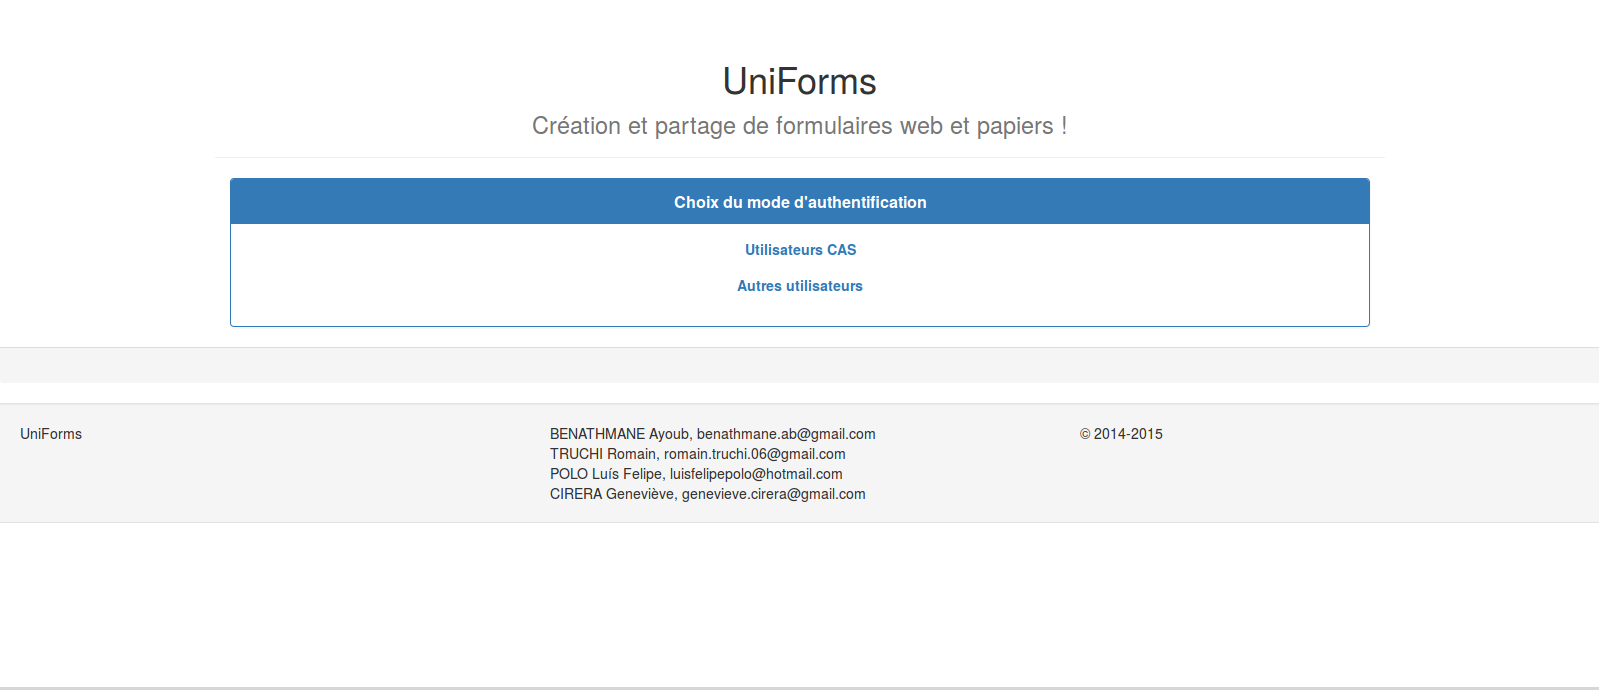 UniForms
Création et partage de formulaires web et papiers !
Choix du mode d'authentification
Utilisateurs CAS
Autres utilisateurs
UniForms
BENATHMANE Ayoub, benathmane.ab@gmail.com
TRUCHI Romain, romain.truchi.06@gmail.com
POLO Luís Felipe, luisfelipepolo@hotmail.com
CIRERA Geneviève, genevieve.cirera@gmail.com
© 2014-2015